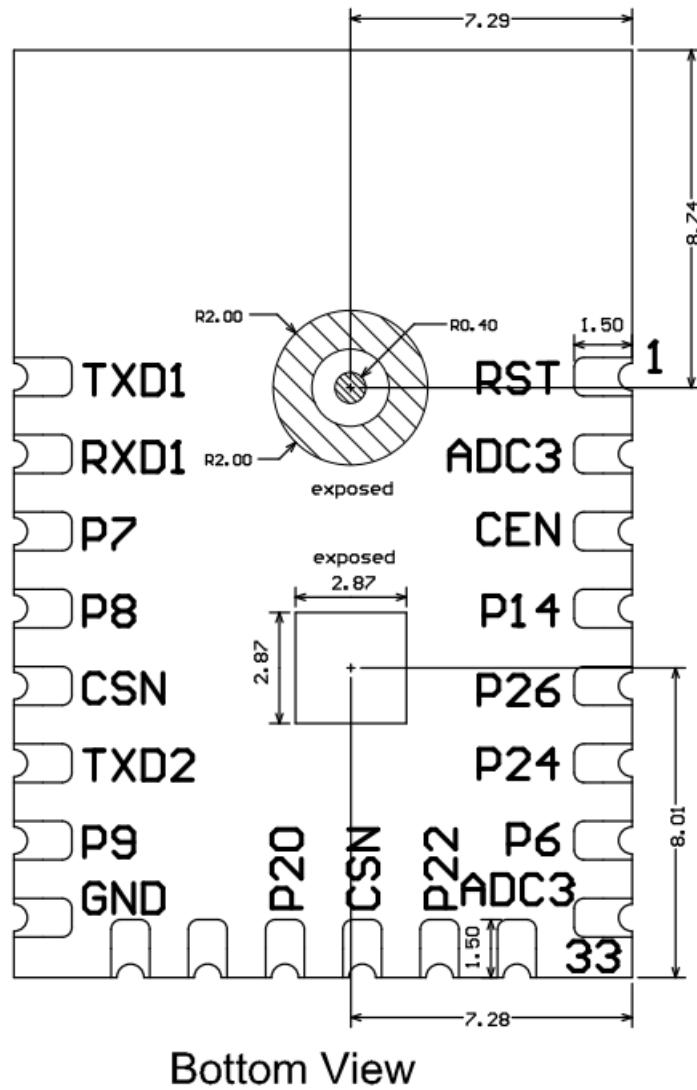 7.29
8.74
R2.00
R0.40
1.50
1
TXD1
RST
RXD1
R2.00
ADC3
exposed
P7
CEN
exposed
2.87
P8
P14
2.87
CSN
P26
TXD2
P24
8.01
P9
P20
CSN
P22
P6
GND
ADC3
1.50
33
7.28
Bottom View